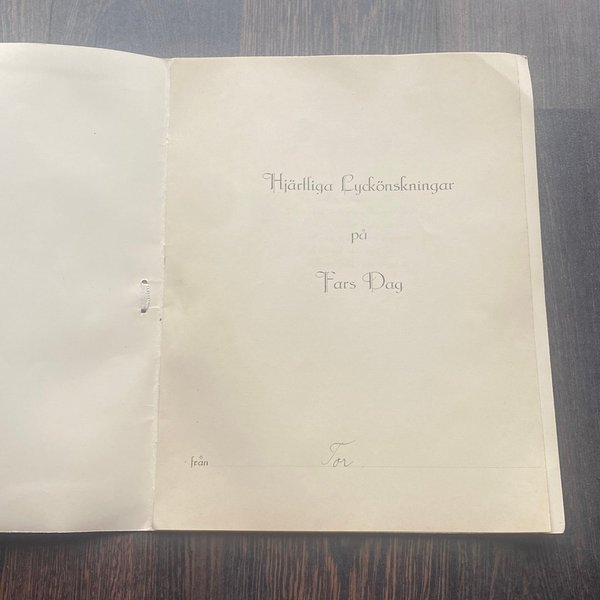 Hjärtliga Lyckönskningar
på
Fars Dag
från Tor